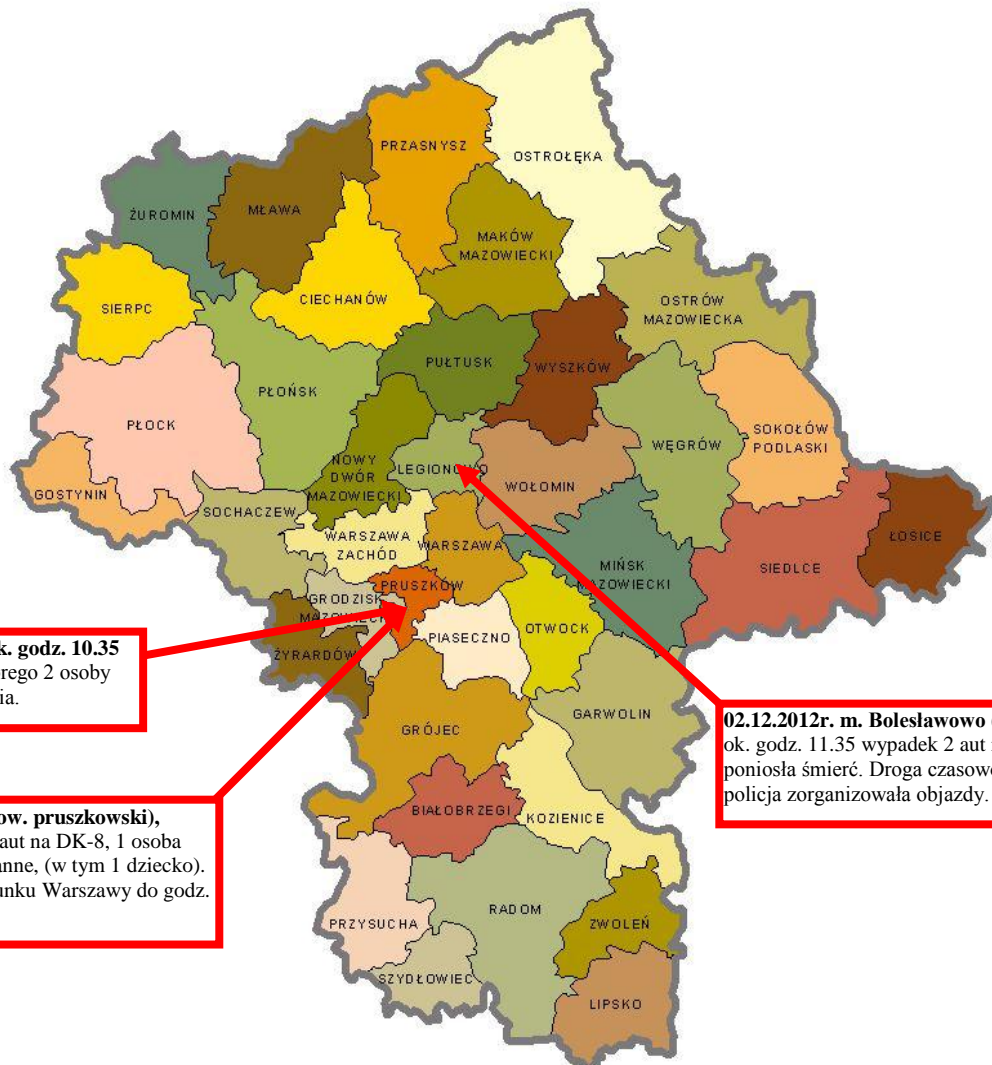 PRZASNYSZ
OSTROŁĘKA
ŻUROMIN
MŁAWA
MAKÓW
MAZOWIECKI
CIECHANÓW
SIERPC
OSTRÓW
MAZOWIECKA
PUŁTUSK
WYSZKÓW
PŁOŃSK
PŁOCK
SOKOŁÓW
PODLASKI
WĘGRÓW
NOWY
DWÓR
MAZOWIECKI
LEGIONOWO
WOŁOMIN
GOSTYNIN
SOCHACZEW
WARSZAWA
ZACHÓD
WARSZAWA
ŁOSICE
SIEDLCE
MIŃSK
MAZOWIECKI
PRUSZKÓW
GRODZISK
MAZOWIECKI
PIASECZNO
OTWOCK
ŻYRARDÓW
k. godz. 10.35
rego 2 osoby
ia.
GARWOLIN
GRÓJEC
02.12.2012r. m. Bolesławowo
ok. godz. 11.35 wypadek 2 aut
poniosła śmierć. Droga czasowo
policja zorganizowała objazdy.
BIAŁOBRZEGI
KOZIENICE
ow. pruszkowski),
aut na DK-8, 1 osoba
anne, (w tym 1 dziecko).
unku Warszawy do godz.
RADOM
PRZYSUCHA
ZWOLEŃ
SZYDŁOWIEC
LIPSKO